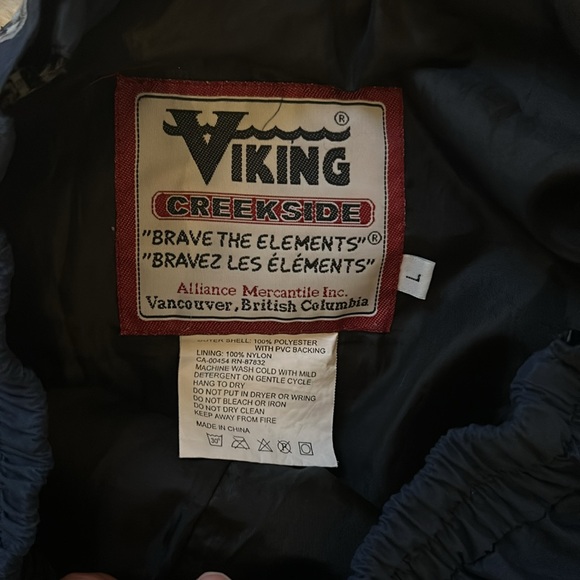 VIKING ®
CREEKSIDE
"BRAVE THE ELEMENTS"®
"BRAVEZ LES ÉLÉMENTS"
Alliance Mercantile Inc.
Vancouver, British Columbia
L
OUTER SHELL: 100% POLYESTER
WITH PVC BACKING
LINING: 100% NYLON
CA-00454 RN-87832
MACHINE WASH COLD WITH MILD
DETERGENT ON GENTLE CYCLE
HANG TO DRY
DO NOT PUT IN DRYER OR WRING
DO NOT BLEACH OR IRON
DO NOT DRY CLEAN
KEEP AWAY FROM FIRE
MADE IN CHINA
30°